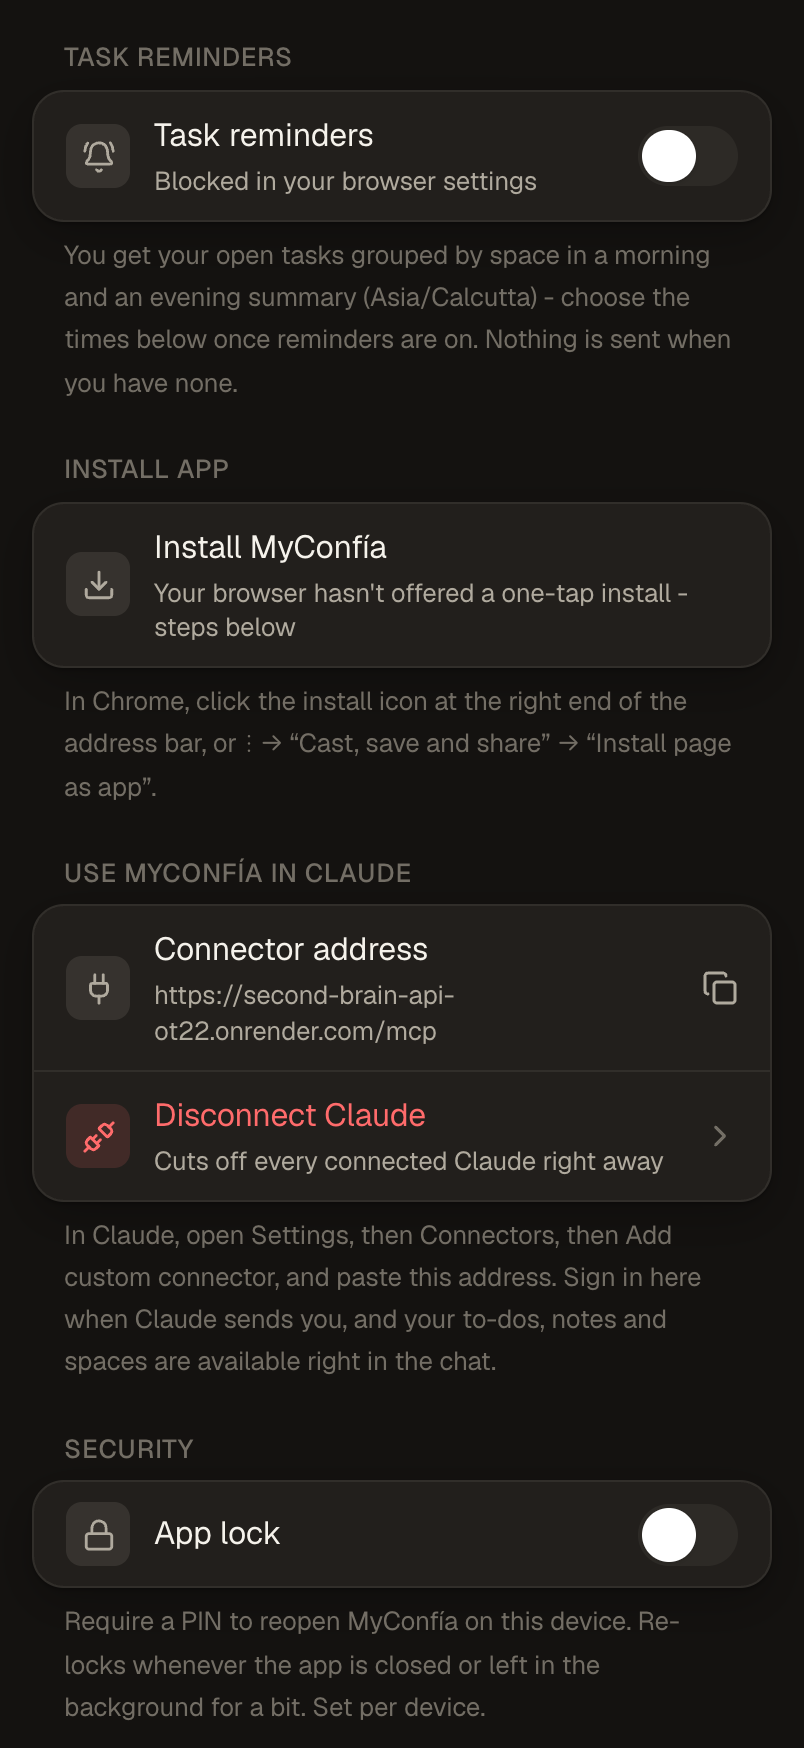 TASK REMINDERS
Task reminders
Blocked in your browser settings
You get your open tasks grouped by space in a morning
and an evening summary (Asia/Calcutta) - choose the
times below once reminders are on. Nothing is sent when
you have none.
INSTALL APP
Install MyConfía
Your browser hasn't offered a one-tap install -
steps below
In Chrome, click the install icon at the right end of the
address bar, or ⋮ → “Cast, save and share” → “Install page
as app”.
USE MYCONFÍA IN CLAUDE
Connector address
https://second-brain-api-
ot22.onrender.com/mcp
Disconnect Claude
Cuts off every connected Claude right away
In Claude, open Settings, then Connectors, then Add
custom connector, and paste this address. Sign in here
when Claude sends you, and your to-dos, notes and
spaces are available right in the chat.
SECURITY
App lock
Require a PIN to reopen MyConfía on this device. Re-
locks whenever the app is closed or left in the
background for a bit. Set per device.